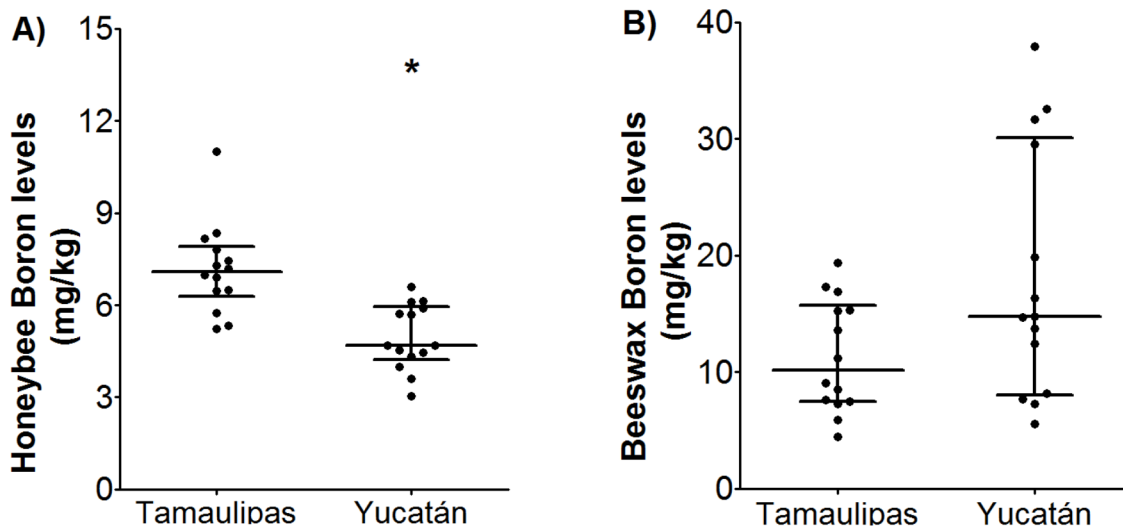 A)
Honeybee Boron levels
(mg/kg)
15
12
9
6
3
0
*
Tamaulipas Yucatán
B)
Beeswax Boron levels
(mg/kg)
40
30
20
10
0
Tamaulipas Yucatán